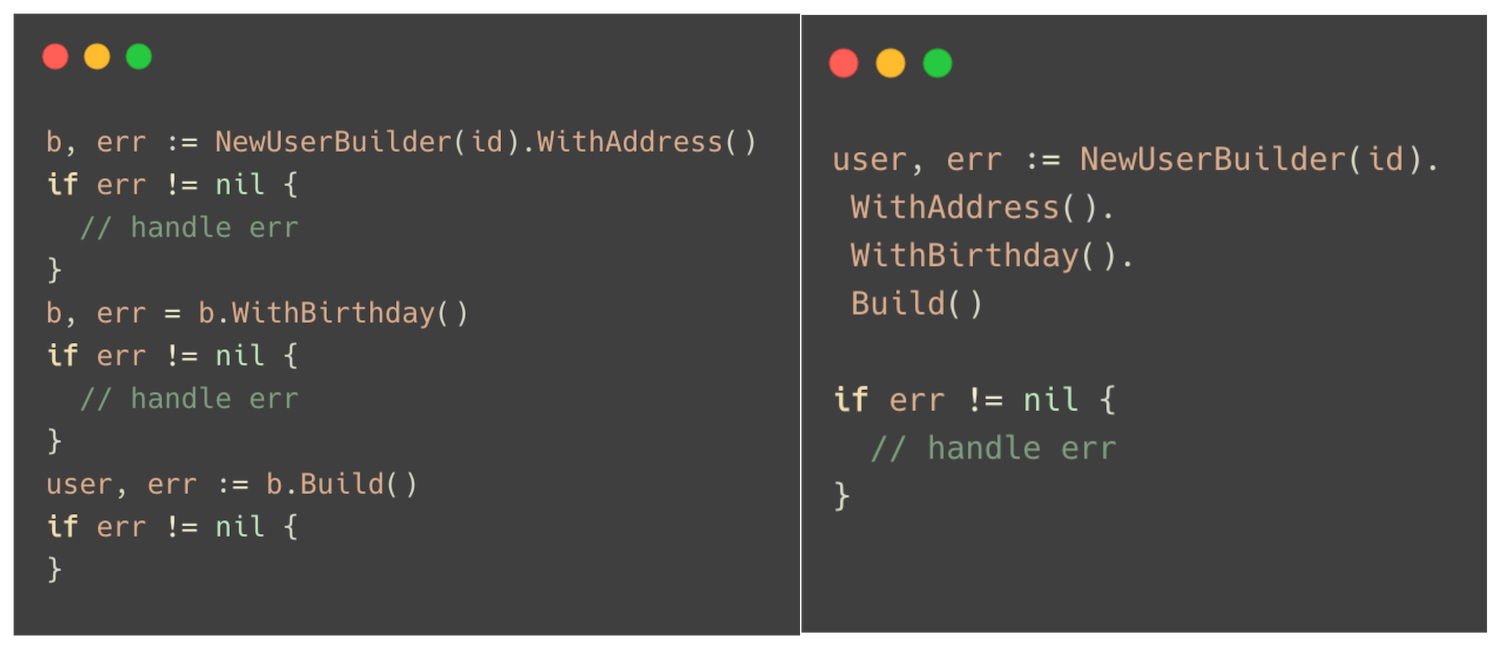 b, err := NewUserBuilder(id).WithAddress()
if err != nil {
  // handle err
}
b, err = b.WithBirthday()
if err != nil {
  // handle err
}
user, err := b.Build()
if err != nil {
}
user, err := NewUserBuilder(id).
 WithAddress().
 WithBirthday().
 Build()
if err != nil {
  // handle err
}